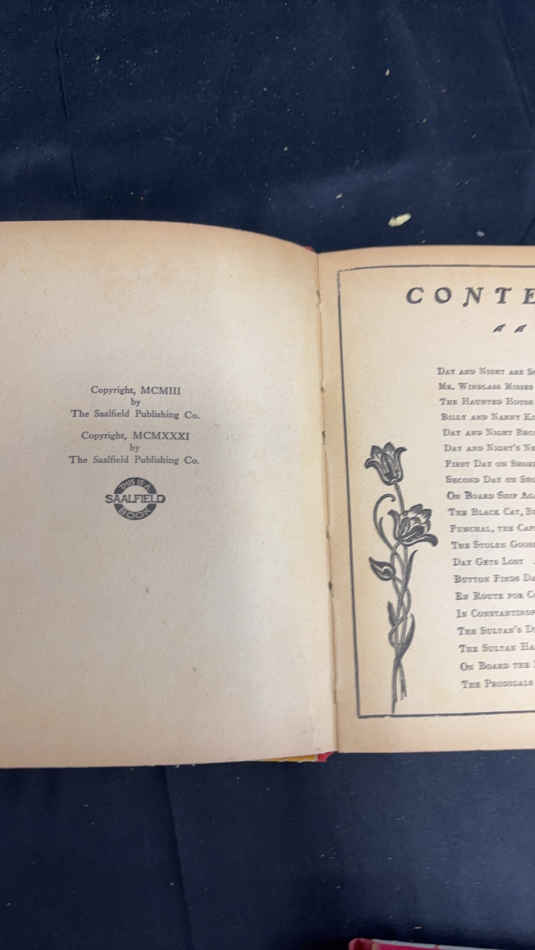 Copyright, MCMIII
by
The Saalfield Publishing Co.
Copyright, MCMXXXI
by
The Saalfield Publishing Co.
THIS IS A
SAALFIELD
BOOK
CONTE
DAY AND NIGHT ARE
MR. WINDLASS MISSES
THE HAUNTED HOUSE
BILLY AND NANNY
DAY AND NIGHT
DAY AND NIGHT'S
FIRST DAY ON
SECOND DAY ON
ON BOARD SHIP
THE BLACK CAT,
FUNCHAL, THE
THE STOLEN
DAY GETS LOST
BUTTON FINDS
EN ROUTE FOR
IN
THE SULTAN'S
THE SULTAN
ON BOARD THE
THE PRODIGALS